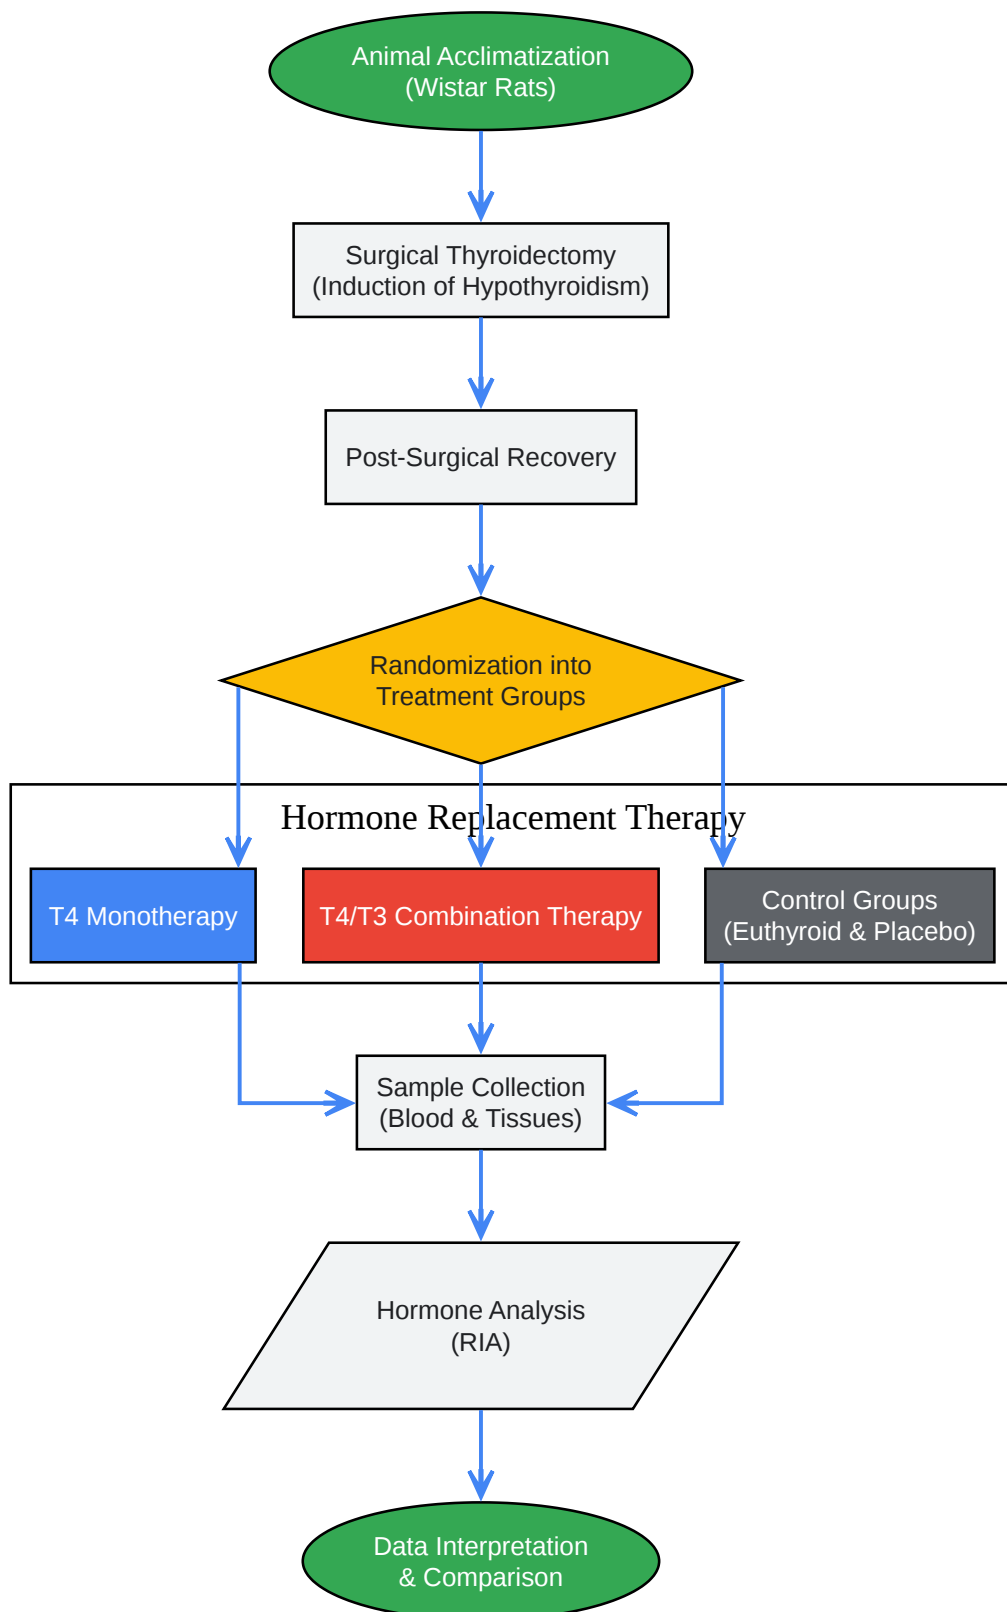 Animal Acclimatization
(Wistar Rats)
Surgical Thyroidectomy
(Induction of Hypothyroidism)
Post-Surgical Recovery
Randomization into
Treatment Groups
Hormone Replacement Therapy
T4 Monotherapy
T4/T3 Combination Therapy
Control Groups
(Euthyroid & Placebo)
Sample Collection
(Blood & Tissues)
Hormone Analysis
(RIA)
Data Interpretation
& Comparison